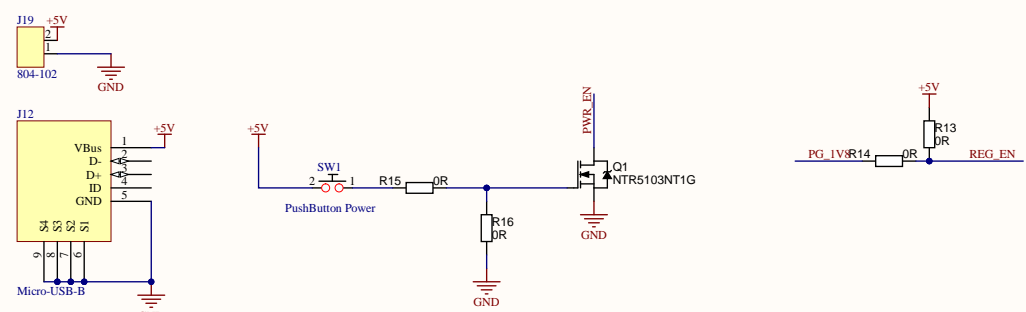 J19
+5V
2
1
804-102
GND
J12
VBus
D-
D+
ID
GND
1
2
3
4
5
+5V
S4
S3
S2
S1
9
8
7
6
Micro-USB-B
+5V
SW1
2
1
PushButton Power
R15
0R
R16
0R
GND
PWR_EN
Q1
NTR5103NT1G
GND
+5V
R13
0R
PG_1V8
R14
0R
REG_EN